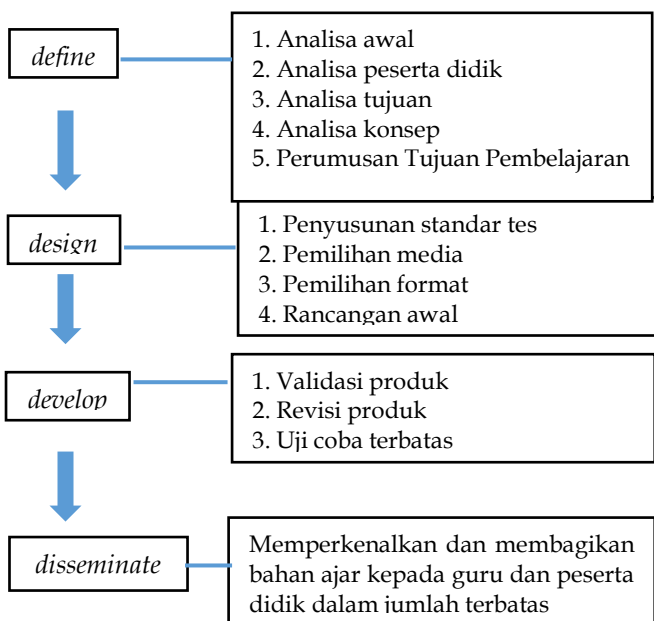 define
1. Analisa awal
2. Analisa peserta didik
3. Analisa tujuan
4. Analisa konsep
5. Perumusan Tujuan Pembelajaran
design
1. Penyusunan standar tes
2. Pemilihan media
3. Pemilihan format
4. Rancangan awal
develop
1. Validasi produk
2. Revisi produk
3. Uji coba terbatas
disseminate
Memperkenalkan dan membagikan
bahan ajar kepada guru dan peserta
didik dalam jumlah terbatas